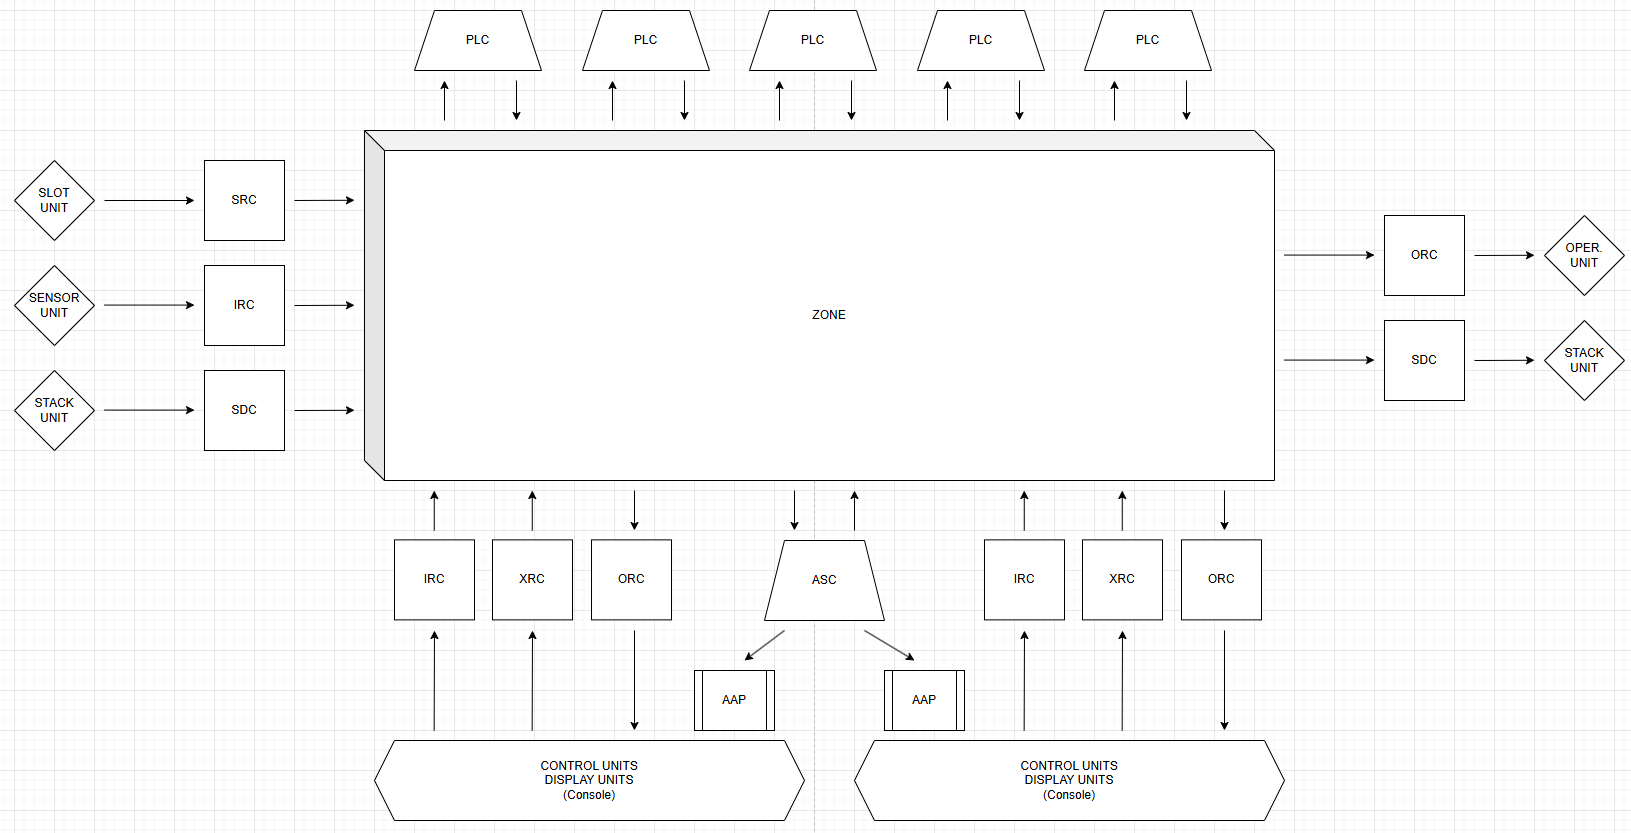 PLC
PLC
PLC
PLC
PLC
SLOT
UNIT
SRC
SENSOR
UNIT
IRC
STACK
UNIT
SDC
ZONE
ORC
OPER.
UNIT
SDC
STACK
UNIT
IRC
XRC
ORC
ASC
IRC
XRC
ORC
AAP
AAP
CONTROL UNITS
DISPLAY UNITS
(Console)
CONTROL UNITS
DISPLAY UNITS
(Console)